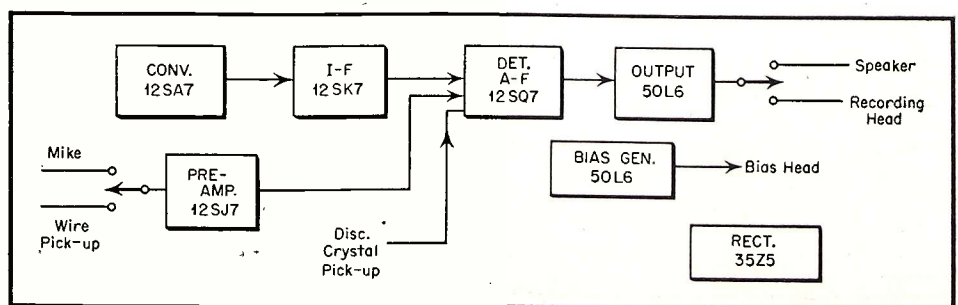 CONV.
12SA7
I-F
12SK7
DET.
A-F
12SQ7
OUTPUT
50L6
Speaker
Recording
Head
Mike
Wire
Pick-up
PRE-
AMP.
12SJ7
Disc.
Crystal
Pick-up
BIAS GEN.
50L6
Bias Head
RECT.
35Z5